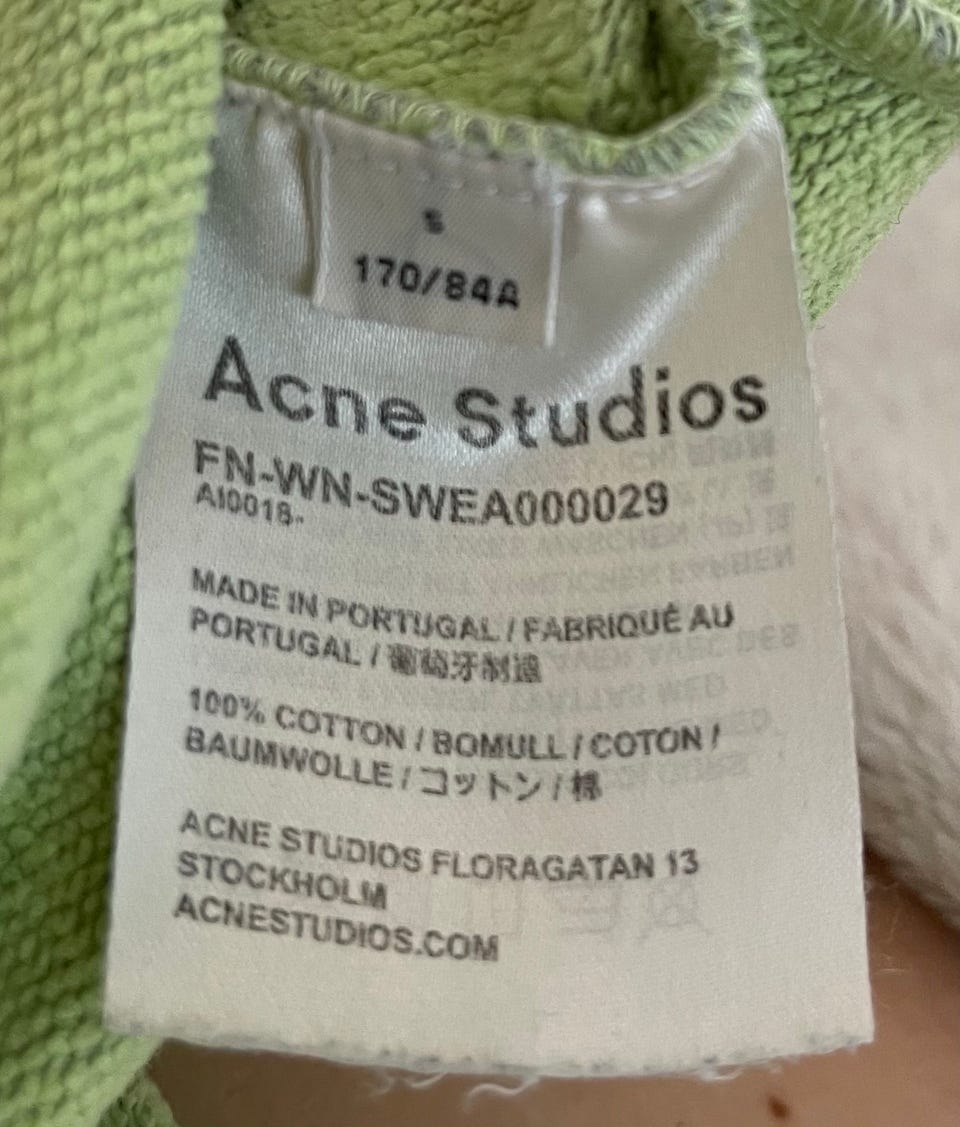 S
170/84A
Acne Studios
FN-WN-SWEA000029
AI0018-
MADE IN PORTUGAL / FABRIQUÉ AU
PORTUGAL / 葡萄牙制造
100% COTTON / BOMULL / COTON /
BAUMWOLLE / コットン / 棉
ACNE STUDIOS FLORAGATAN 13
STOCKHOLM
ACNESTUDIOS.COM